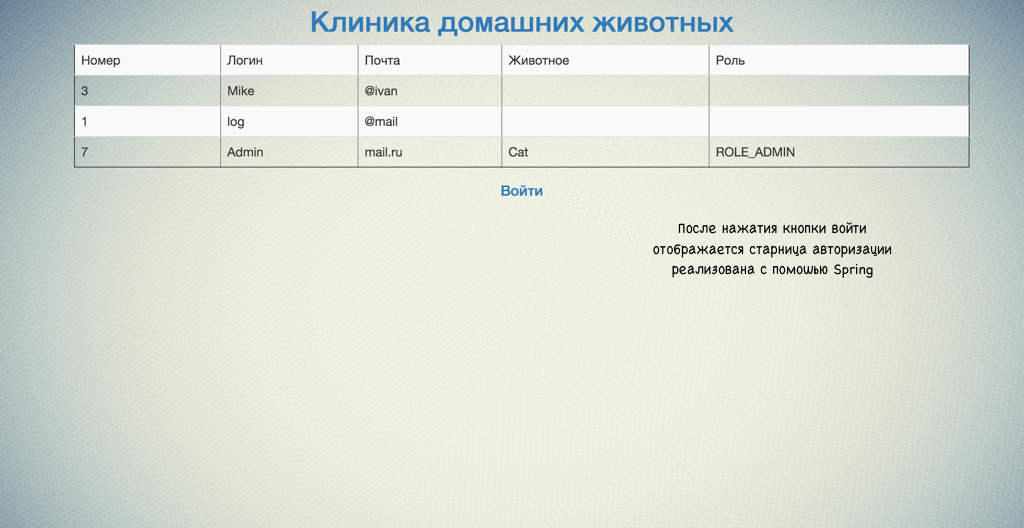 Клиника домашних животных
Номер Логин Почта Животное Роль
3 Mike @ivan
1 log @mail
7 Admin mail.ru Cat ROLE_ADMIN
Войти
После нажатия кнопки войти
отображается старница авторизации
реализована с помошью Spring